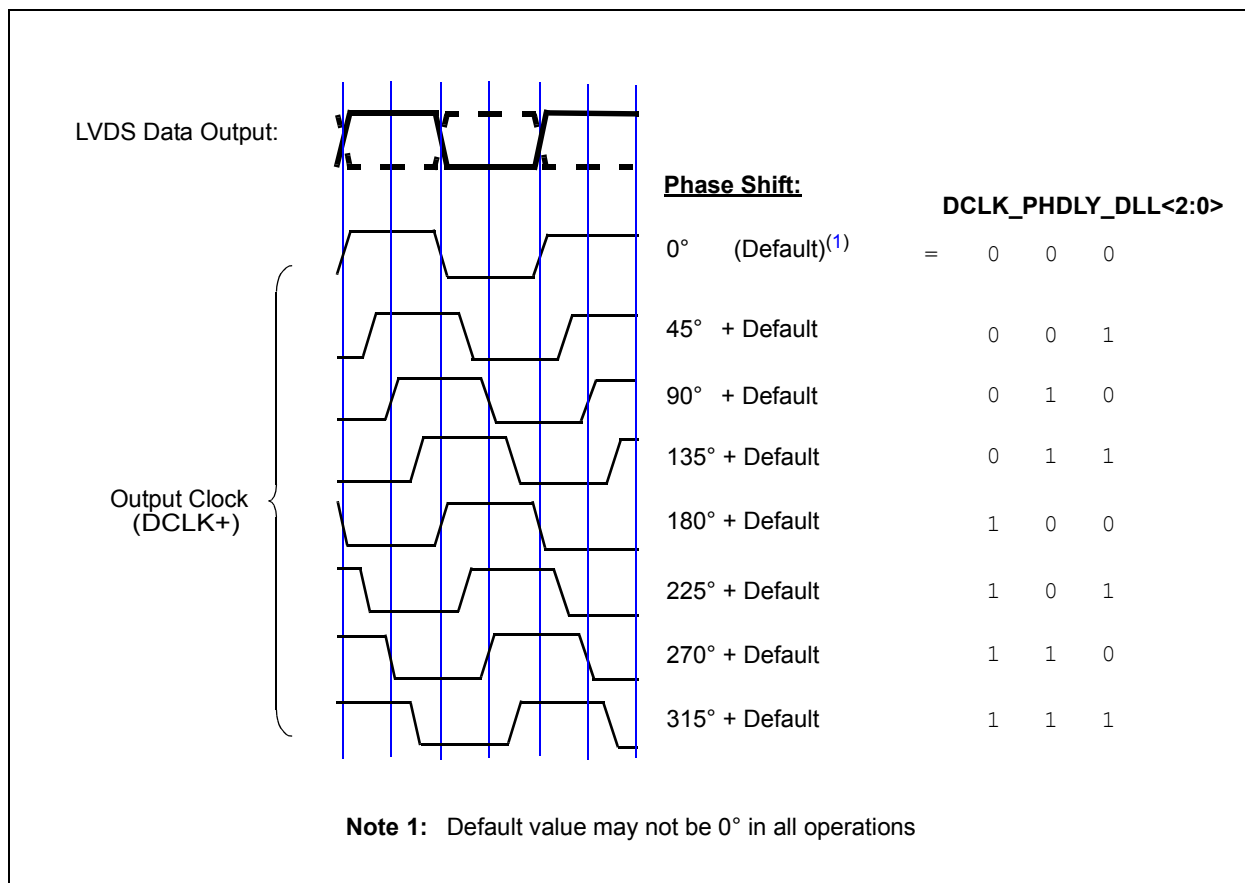 LVDS Data Output:
Phase Shift:
DCLK_PHDLY_DLL<2:0>
0° (Default)(1) = 0 0 0
45° + Default 0 0 1
90° + Default 0 1 0
135° + Default 0 1 1
Output Clock
(DCLK+)
180° + Default 1 0 0
225° + Default 1 0 1
270° + Default 1 1 0
315° + Default 1 1 1
Note 1: Default value may not be 0° in all operations